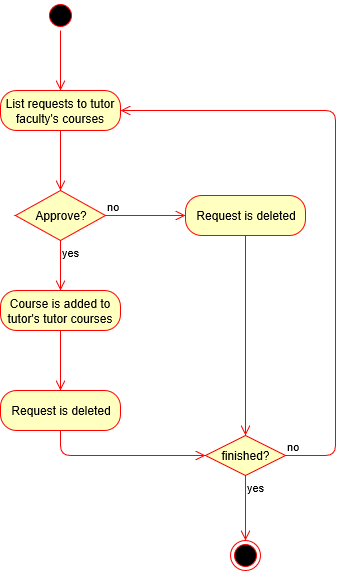 List requests to tutor
faculty's courses
Approve?
no
Request is deleted
yes
Course is added to
tutor's tutor courses
Request is deleted
finished?
no
yes